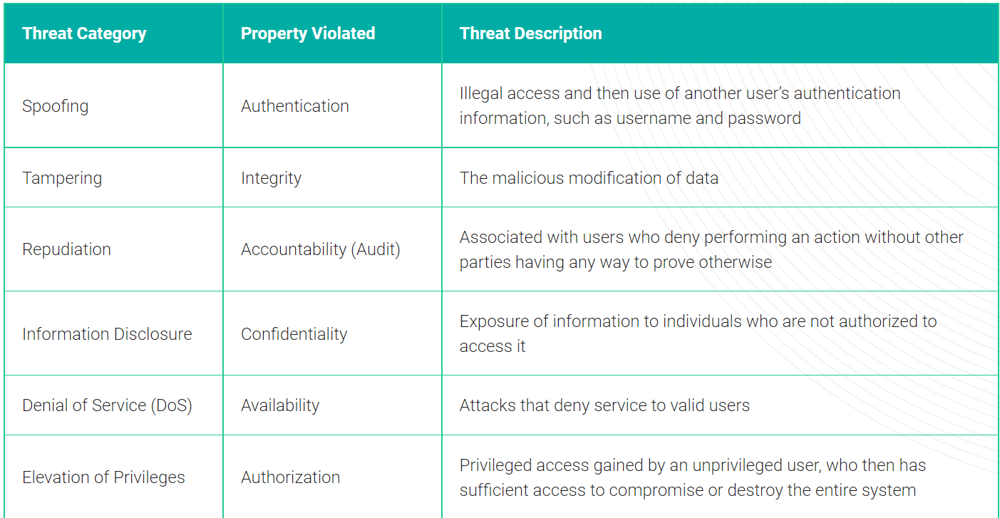 Threat Category
Property Violated
Threat Description
Spoofing
Authentication
Illegal access and then use of another user’s authentication
information, such as username and password
Tampering
Integrity
The malicious modification of data
Repudiation
Accountability (Audit)
Associated with users who deny performing an action without other
parties having any way to prove otherwise
Information Disclosure
Confidentiality
Exposure of information to individuals who are not authorized to
access it
Denial of Service (DoS)
Availability
Attacks that deny service to valid users
Elevation of Privileges
Authorization
Privileged access gained by an unprivileged user, who then has
sufficient access to compromise or destroy the entire system